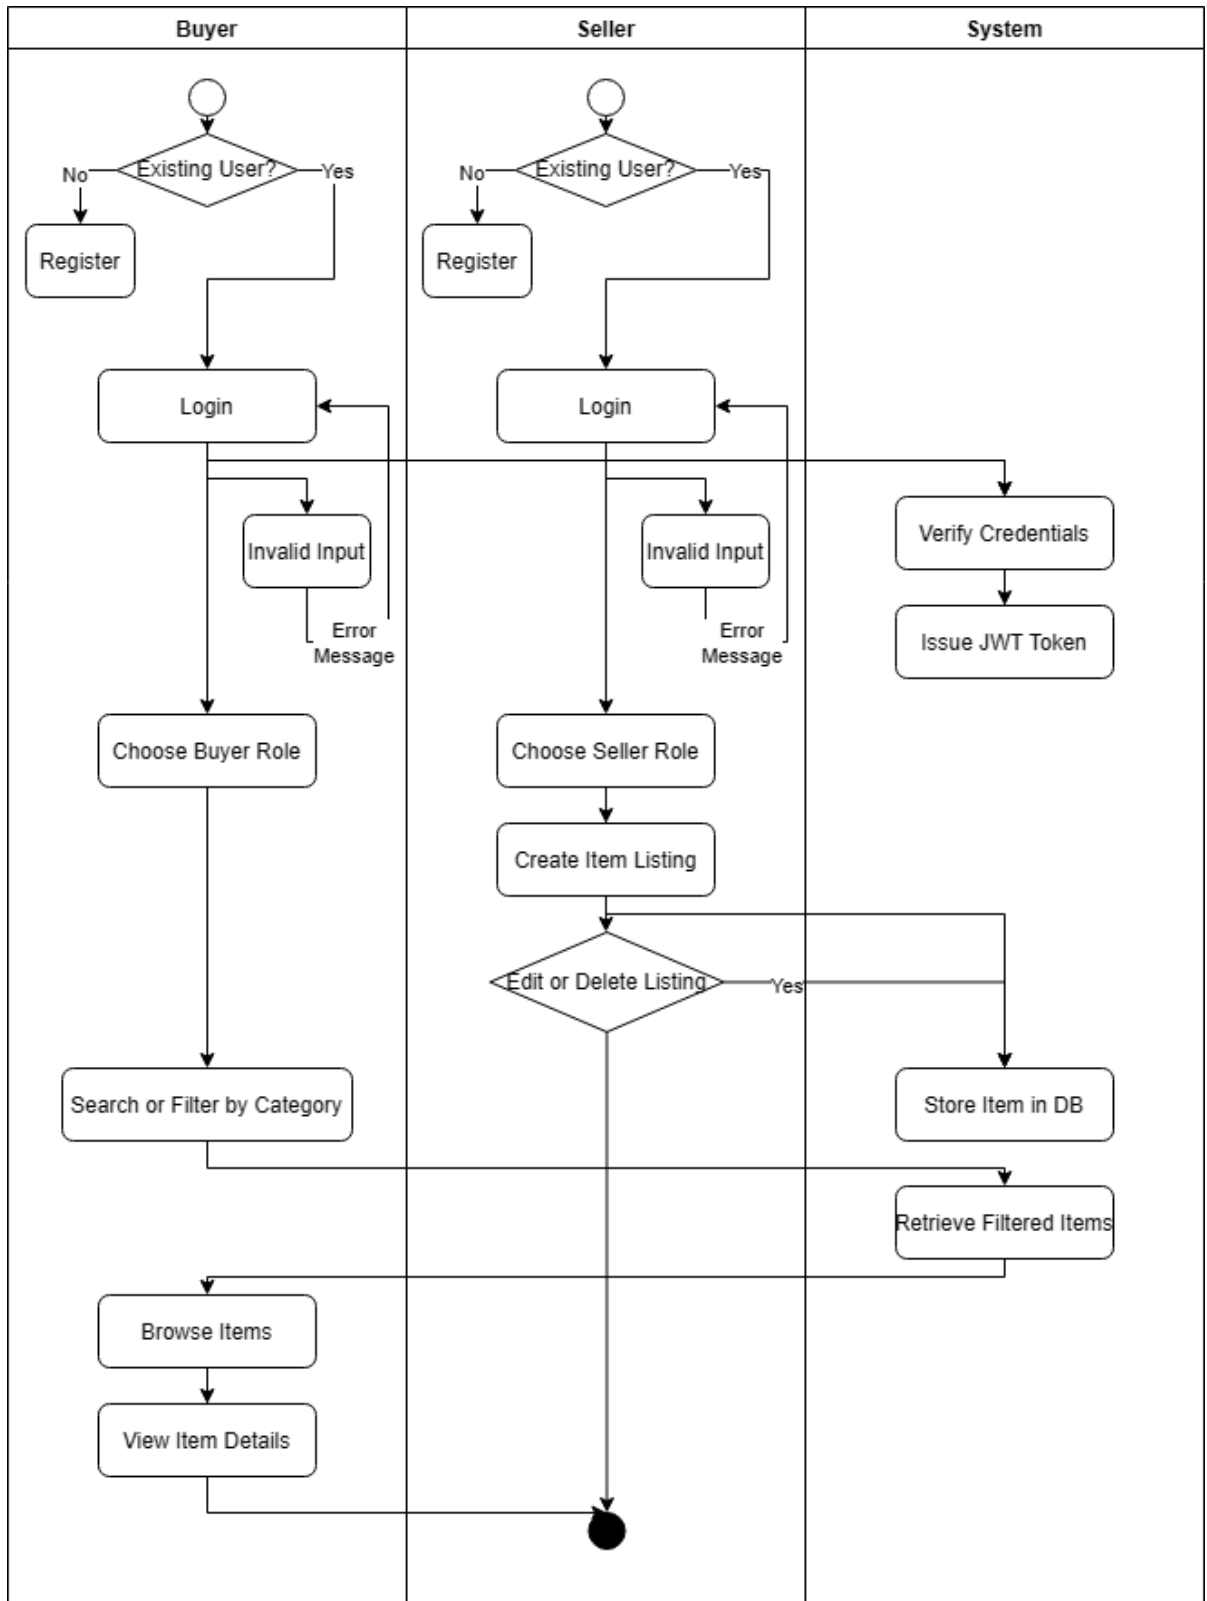 Buyer
Seller
System
Existing User?
No
Yes
Existing User?
No
Yes
Register
Register
Login
Login
Invalid Input
Invalid Input
Verify Credentials
Error
Message
Error
Message
Issue JWT Token
Choose Buyer Role
Choose Seller Role
Create Item Listing
Edit or Delete Listing
Yes
Search or Filter by Category
Store Item in DB
Retrieve Filtered Items
Browse Items
View Item Details